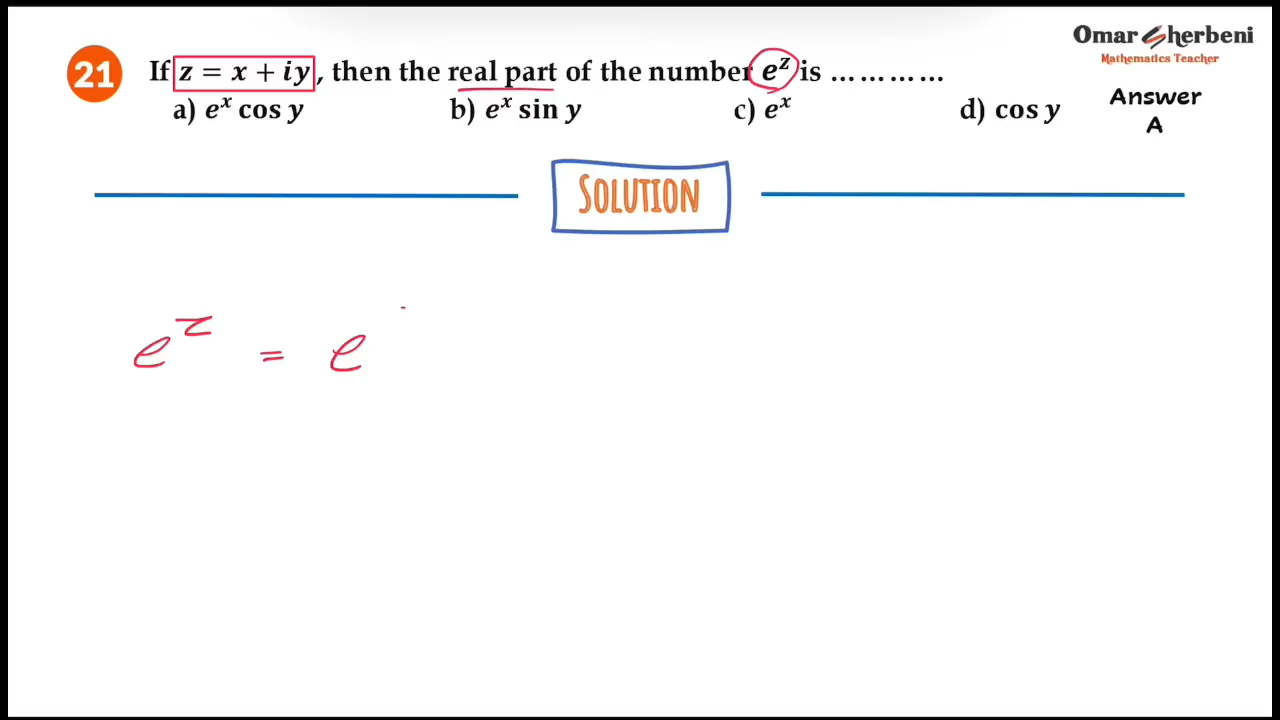 Omar Sherbeni
Mathematics Teacher
21 If z = x + iy, then the real part of the number e^z is … … … …
a) e^x cos y b) e^x sin y c) e^x d) cos y
Answer
A
SOLUTION
e^z = e